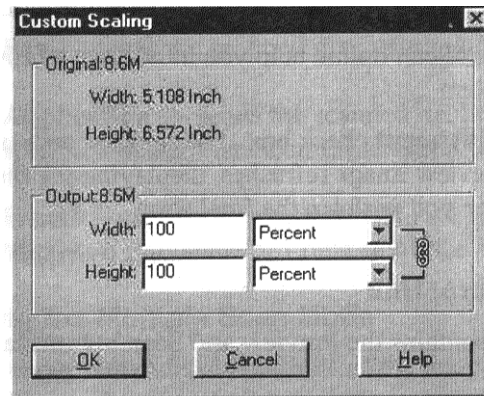 Custom Scaling
Original:8.6M
Width: 5.108 Inch
Height: 6.572 Inch
Output:8.6M
Width: 100 Percent
Height: 100 Percent
OK Cancel Help